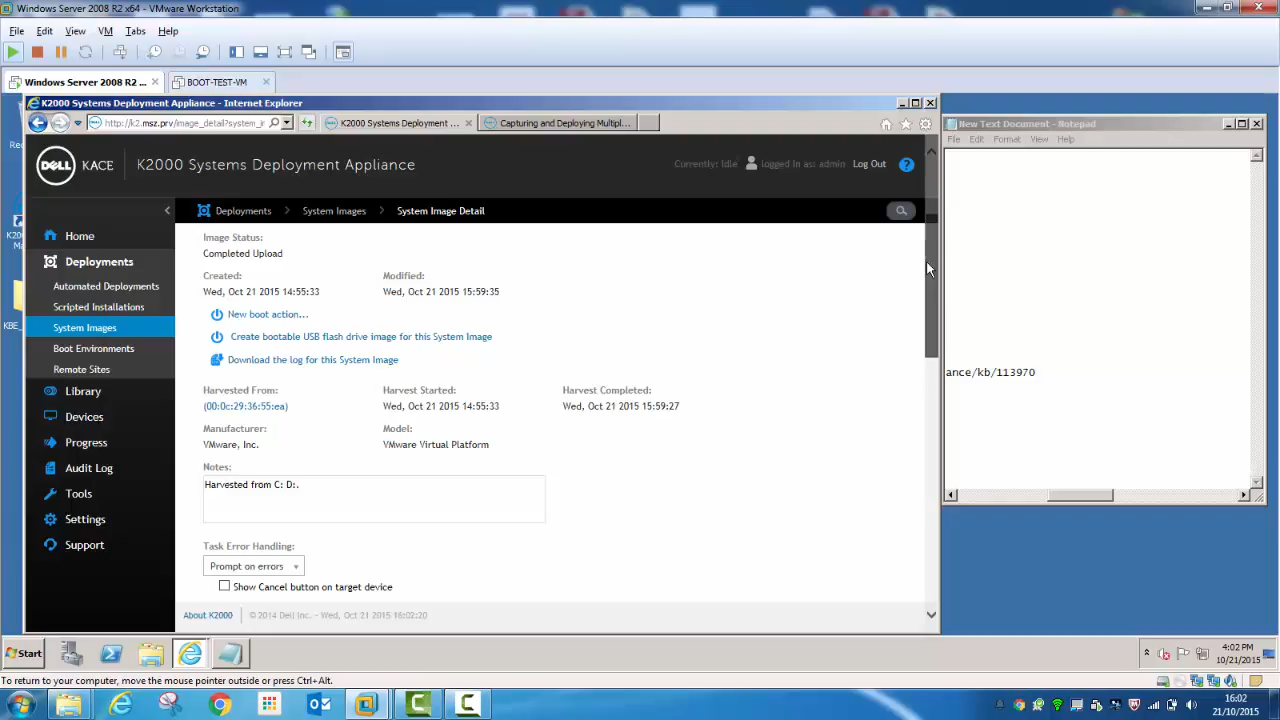 Windows Server 2008 R2 x64 - VMware Workstation
File Edit View VM Tabs Help
Windows Server 2008 R2 ... BOOT-TEST-VM
K2000 Systems Deployment Appliance - Internet Explorer
http://k2.msz.prv/image_detail?system_i K2000 Systems Deployment ... Capturing and Deploying Multipl...
New Text Document - Notepad
File Edit Format View Help
DELL KACE K2000 Systems Deployment Appliance Currently: Idle logged in as: admin Log Out ?
Deployments System Images System Image Detail
Home
Deployments
Automated Deployments
Scripted Installations
System Images
Boot Environments
Remote Sites
Library
Devices
Progress
Audit Log
Tools
Settings
Support
Image Status:
Completed Upload
Created: Modified:
Wed, Oct 21 2015 14:55:33 Wed, Oct 21 2015 15:59:35
New boot action...
Create bootable USB flash drive image for this System Image
Download the log for this System Image
Harvested From: Harvest Started: Harvest Completed:
(00:0c:29:36:55:ea) Wed, Oct 21 2015 14:55:33 Wed, Oct 21 2015 15:59:27
Manufacturer: Model:
VMware, Inc. VMware Virtual Platform
Notes:
Harvested from C: D:.
Task Error Handling:
Prompt on errors
Show Cancel button on target device
About K2000 © 2014 Dell Inc. - Wed, Oct 21 2015 16:02:20
ance/kb/113970
Start
4:02 PM
10/21/2015
To return to your computer, move the mouse pointer outside or press Ctrl+Alt.
16:02
21/10/2015